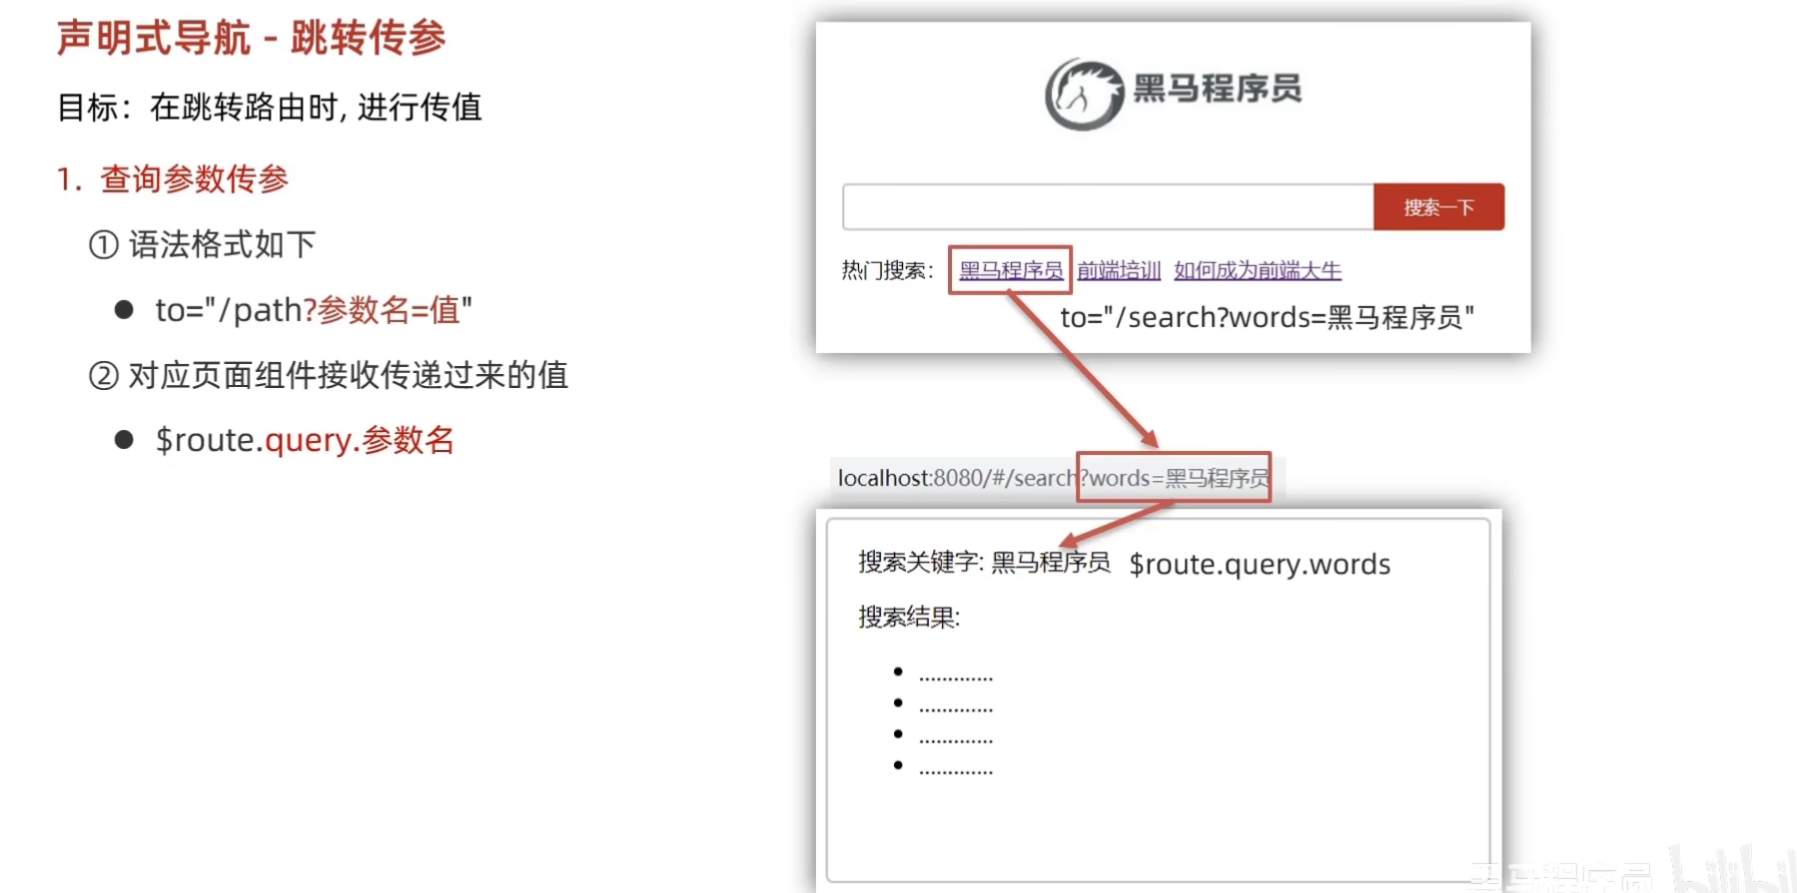 声明式导航 - 跳转传参
目标：在跳转路由时, 进行传值
1. 查询参数传参
① 语法格式如下
● to="/path?参数名=值"
② 对应页面组件接收传递过来的值
● $route.query.参数名
黑马程序员
搜索一下
热门搜索： 黑马程序员 前端培训 如何成为前端大牛
to="/search?words=黑马程序员"
localhost:8080/#/search?words=黑马程序员
搜索关键字: 黑马程序员 $route.query.words
搜索结果:
• .............
• .............
• .............
• .............
黑马程序员 bilibili